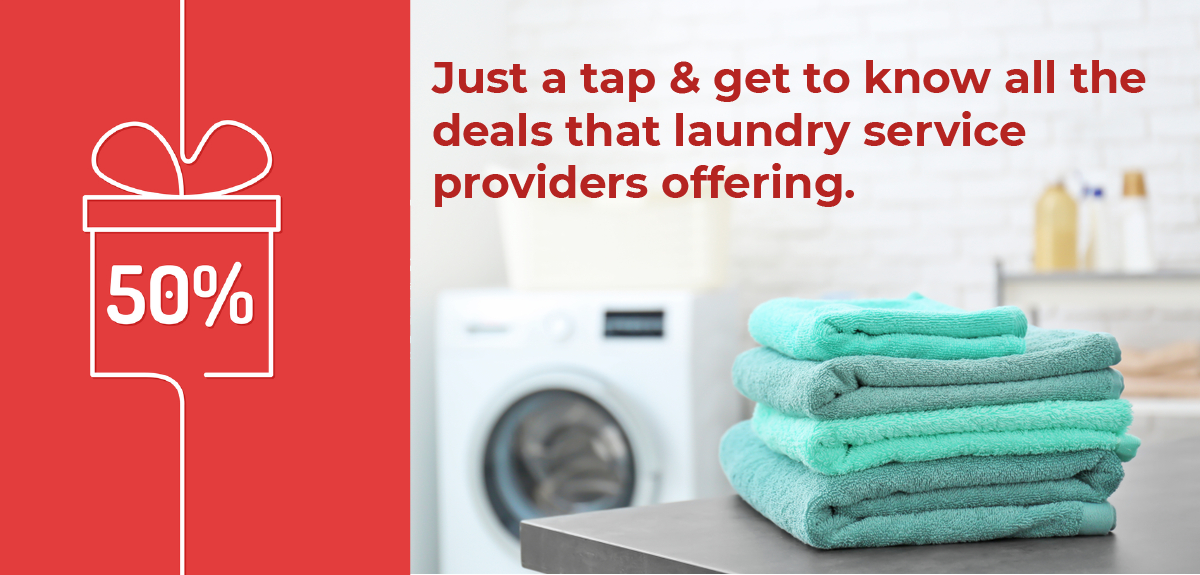 50%
Just a tap & get to know all the
deals that laundry service
providers offering.